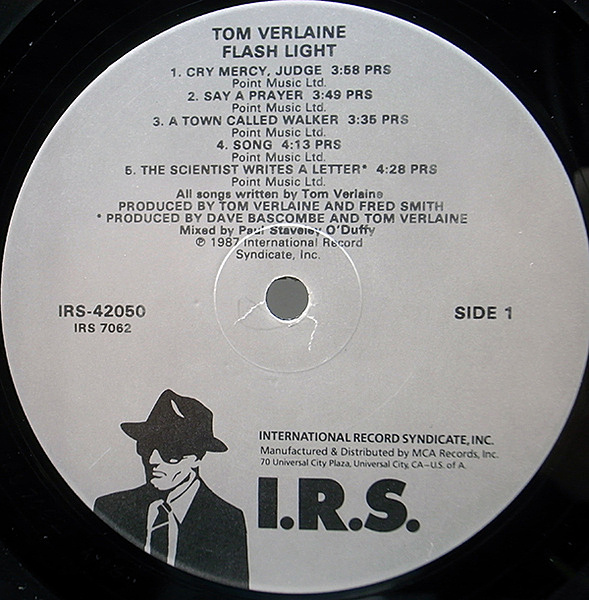 TOM VERLAINE
FLASH LIGHT
1. CRY MERCY, JUDGE 3:58 PRS
Point Music Ltd.
2. SAY A PRAYER 3:49 PRS
Point Music Ltd.
3. A TOWN CALLED WALKER 3:35 PRS
Point Music Ltd.
4. SONG 4:13 PRS
Point Music Ltd.
5. THE SCIENTIST WRITES A LETTER* 4:28 PRS
Point Music Ltd.
All songs written by Tom Verlaine
PRODUCED BY TOM VERLAINE AND FRED SMITH
* PRODUCED BY DAVE BASCOMBE AND TOM VERLAINE
Mixed by Paul Staveley O'Duffy
℗ 1987 International Record
Syndicate, Inc.
IRS-42050
IRS 7062
SIDE 1
INTERNATIONAL RECORD SYNDICATE, INC.
Manufactured & Distributed by MCA Records, Inc.
70 Universal City Plaza, Universal City, CA–U.S. of A.
I.R.S.